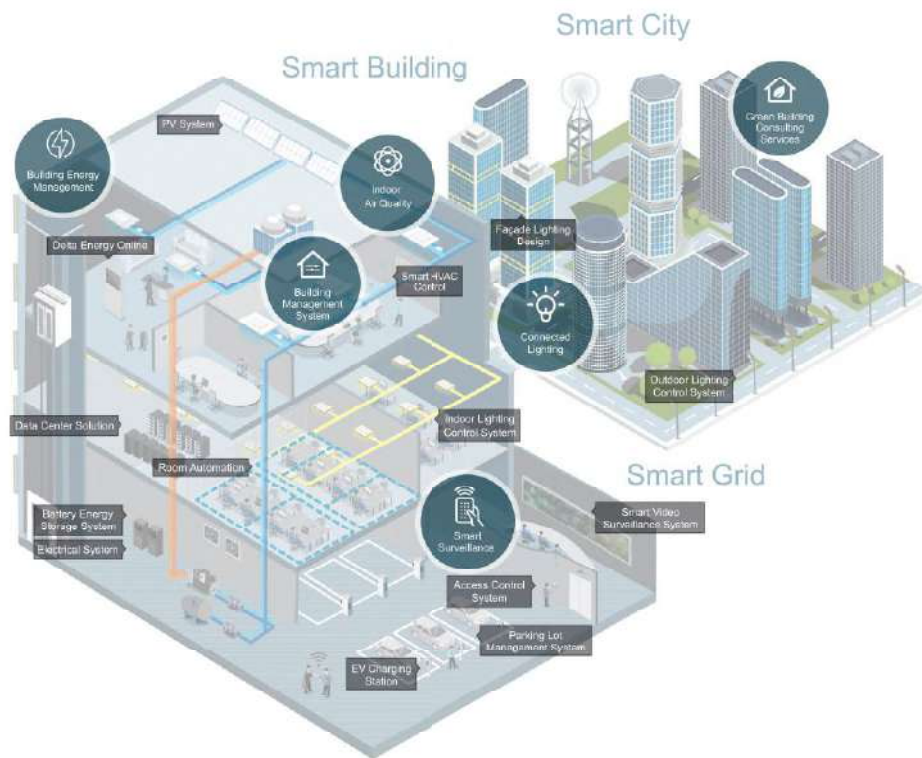 Smart City
Smart Building
PV System
Building Energy
Management
Indoor
Air Quality
Green Building
Consulting
Services
Delta Energy Online
Building
Management
System
Smart HVAC
Control
Façade Lighting
Design
Connected
Lighting
Outdoor Lighting
Control System
Data Center Solution
Room Automation
Indoor Lighting
Control System
Smart Grid
Battery Energy
Storage System
Electrical System
Smart
Surveillance
Smart Video
Surveillance System
Access Control
System
Parking Lot
Management System
EV Charging
Station